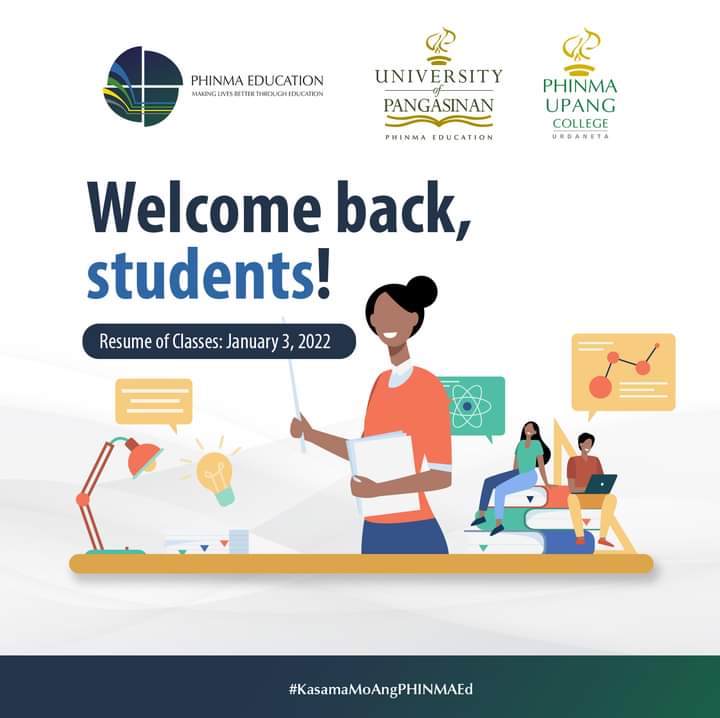 PHINMA EDUCATION
MAKING LIVES BETTER THROUGH EDUCATION
UNIVERSITY
of
PANGASINAN
PHINMA EDUCATION
PHINMA
UPANG
COLLEGE
URDANETA
Welcome back,
students!
Resume of Classes: January 3, 2022
#KasamaMoAngPHINMAEd